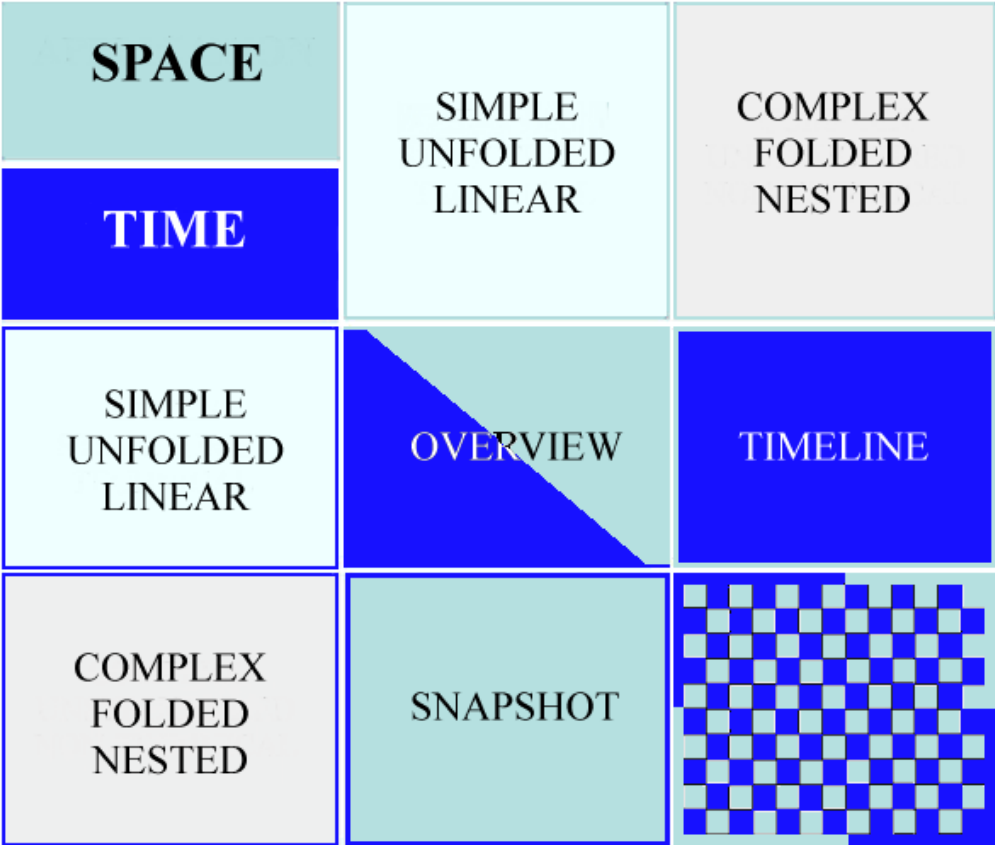 SPACE
TIME
SIMPLE
UNFOLDED
LINEAR
COMPLEX
FOLDED
NESTED
SIMPLE
UNFOLDED
LINEAR
OVERVIEW
TIMELINE
COMPLEX
FOLDED
NESTED
SNAPSHOT